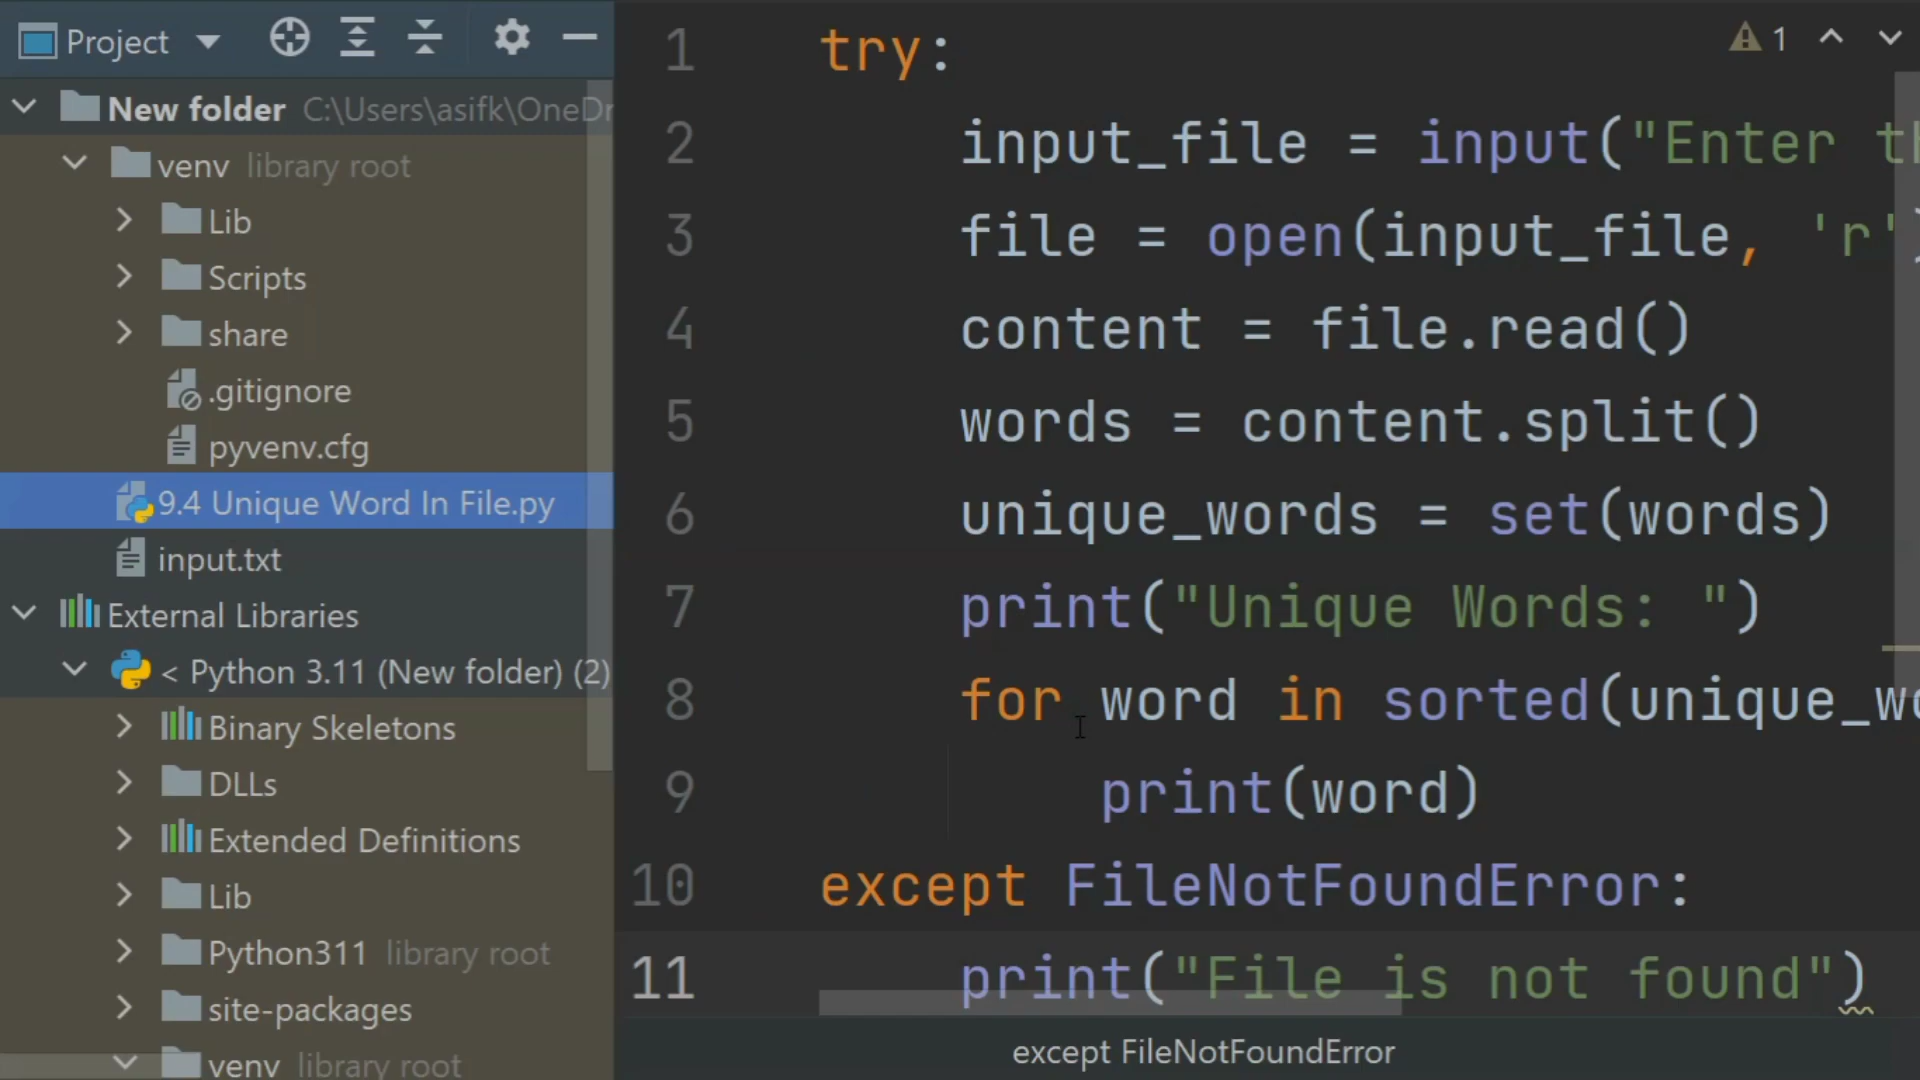 Project
New folder C:\Users\asifk\OneDr
venv library root
Lib
Scripts
share
.gitignore
pyvenv.cfg
9.4 Unique Word In File.py
input.txt
External Libraries
< Python 3.11 (New folder) (2)
Binary Skeletons
DLLs
Extended Definitions
Lib
Python311 library root
site-packages
venv library root
1
1 try:
2 input_file = input("Enter th
3 file = open(input_file, 'r')
4 content = file.read()
5 words = content.split()
6 unique_words = set(words)
7 print("Unique Words: ")
8 for word in sorted(unique_wo
9 print(word)
10 except FileNotFoundError:
11 print("File is not found")
except FileNotFoundError